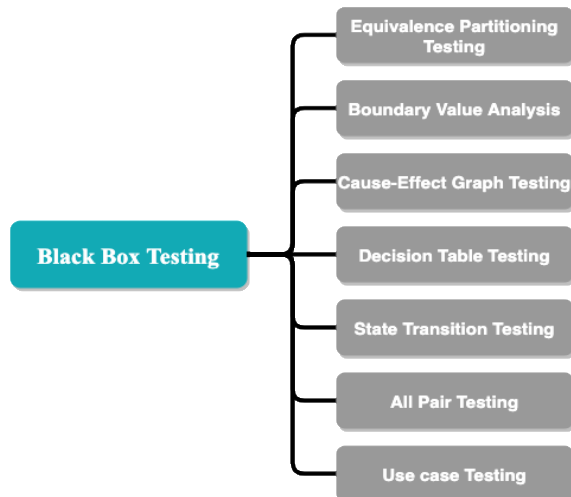 Equivalence Partitioning
Testing
Boundary Value Analysis
Cause-Effect Graph Testing
Black Box Testing
Decision Table Testing
State Transition Testing
All Pair Testing
Use case Testing